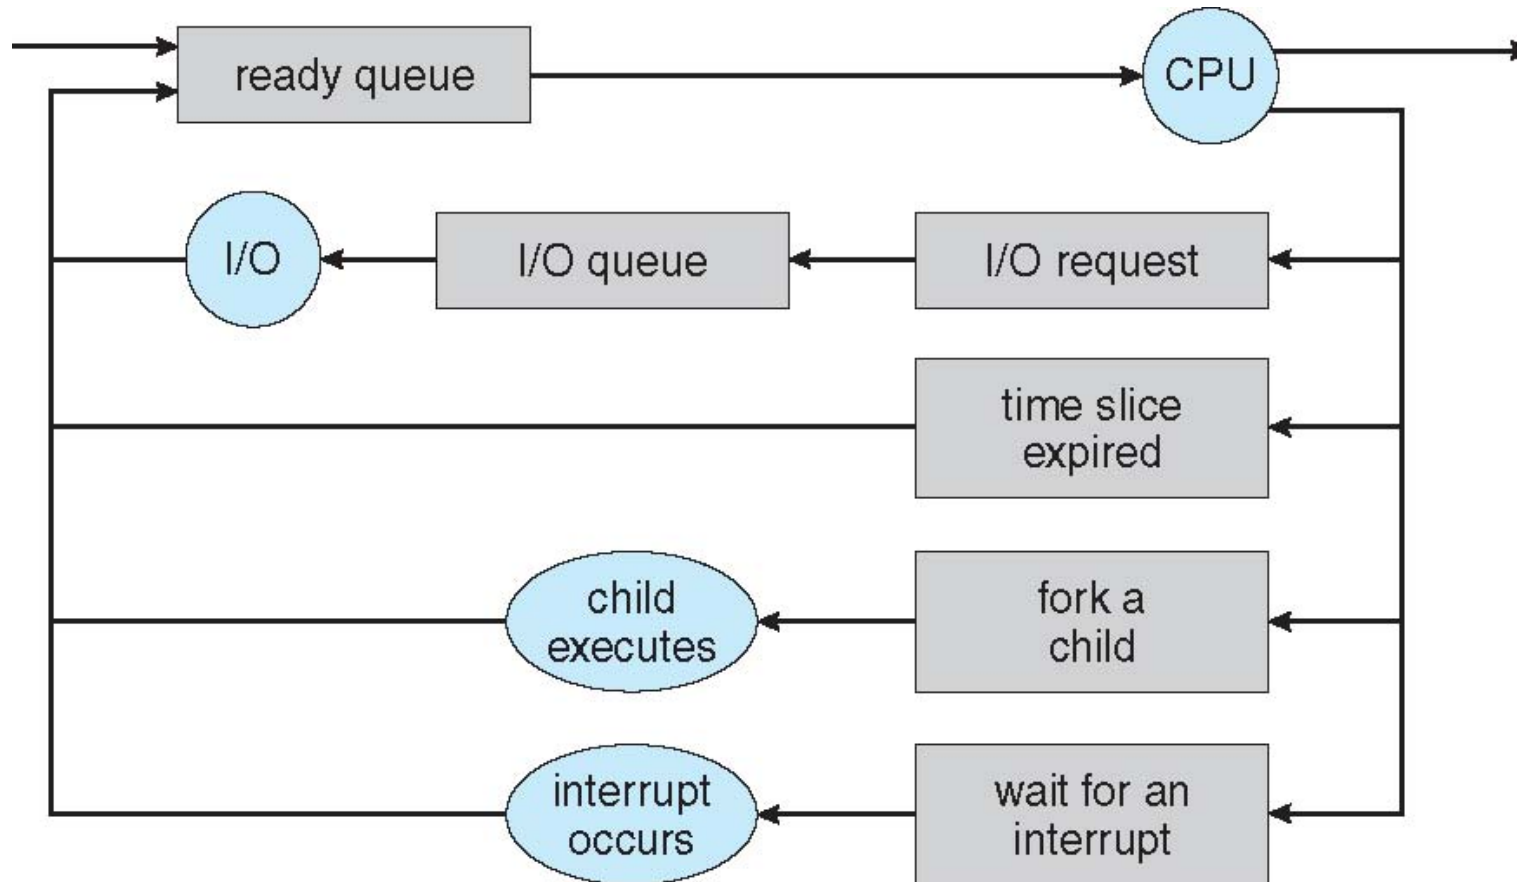 ready queue
CPU
I/O
I/O queue
I/O request
time slice
expired
child
executes
fork a
child
interrupt
occurs
wait for an
interrupt